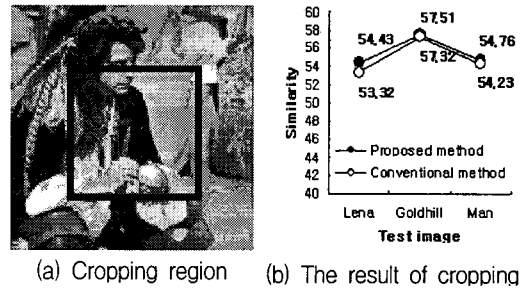 60
58
56
54
52
50
48
46
44
42
40
Similarity
54,43
57,51
54,76
53,32
57,32
54,23
Proposed method
Conventional method
Lena Goldhill Man
Test image
(a) Cropping region (b) The result of cropping